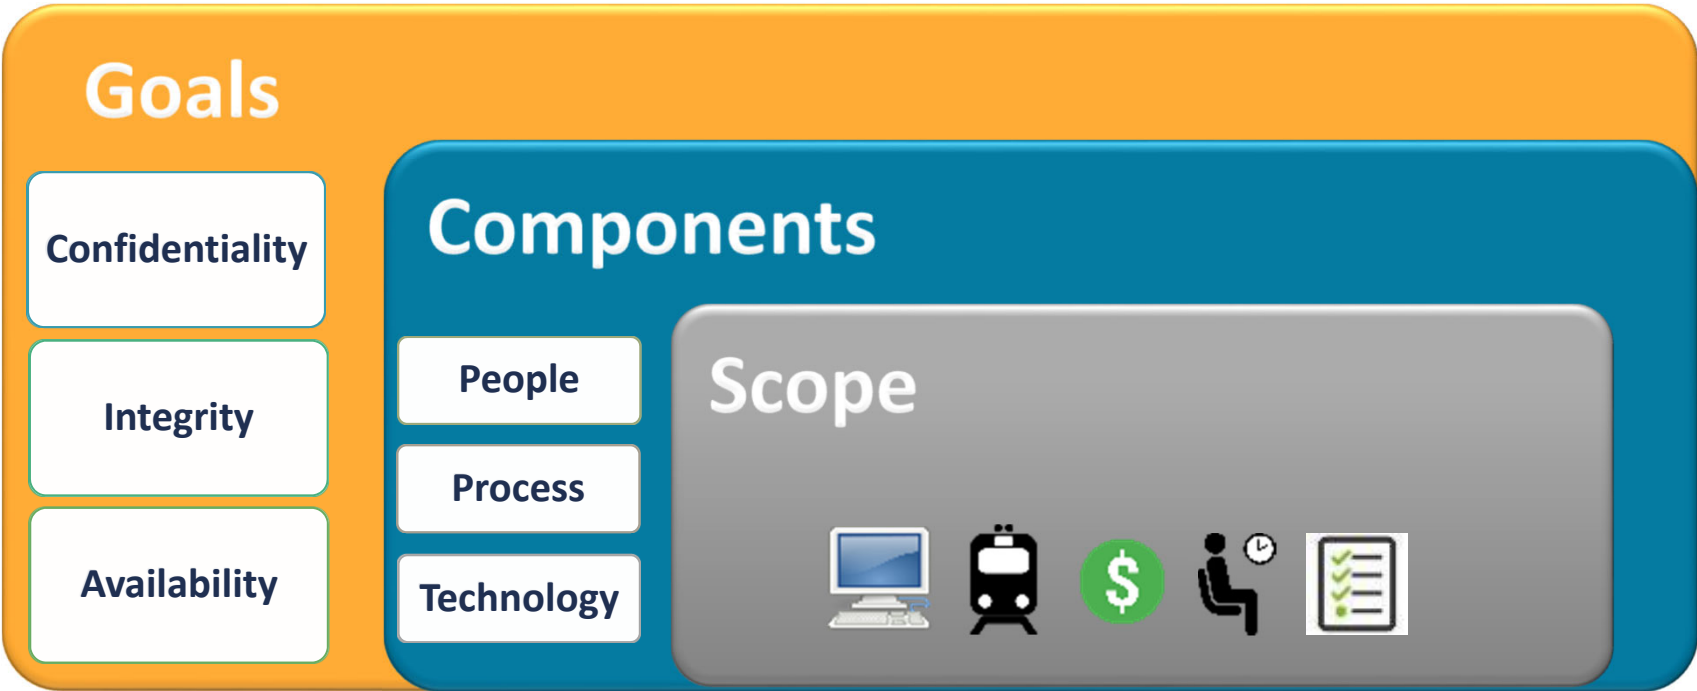 Goals
Confidentiality
Integrity
Availability
Components
People
Process
Technology
Scope
$